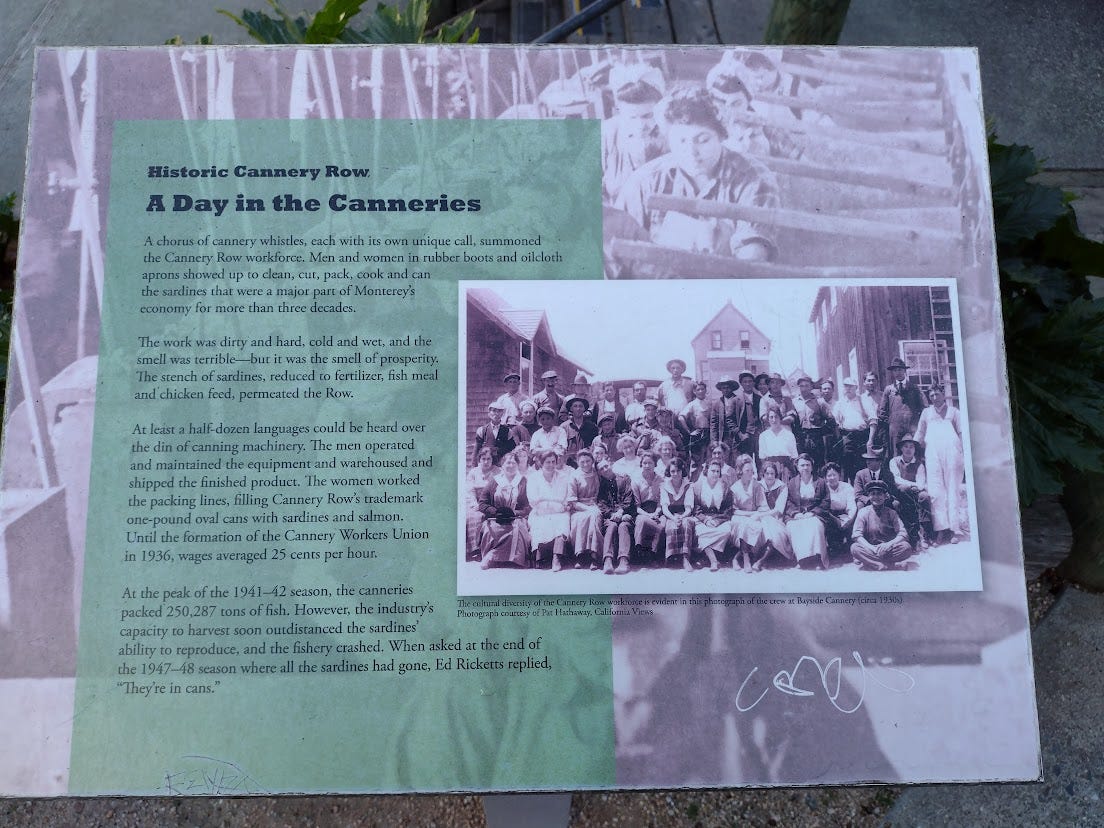 Historic Cannery Row
A Day in the Canneries
A chorus of cannery whistles, each with its own unique call, summoned
the Cannery Row workforce. Men and women in rubber boots and oilcloth
aprons showed up to clean, cut, pack, cook and can
the sardines that were a major part of Monterey's
economy for more than three decades.
The work was dirty and hard, cold and wet, and the
smell was terrible—but it was the smell of prosperity.
The stench of sardines, reduced to fertilizer, fish meal
and chicken feed, permeated the Row.
At least a half-dozen languages could be heard over
the din of canning machinery. The men operated
and maintained the equipment and warehoused and
shipped the finished product. The women worked
the packing lines, filling Cannery Row's trademark
one-pound oval cans with sardines and salmon.
Until the formation of the Cannery Workers Union
in 1936, wages averaged 25 cents per hour.
At the peak of the 1941–42 season, the canneries
packed 250,287 tons of fish. However, the industry's
capacity to harvest soon outdistanced the sardines'
ability to reproduce, and the fishery crashed. When asked at the end of
the 1947–48 season where all the sardines had gone, Ed Ricketts replied,
"They're in cans."
The cultural diversity of the Cannery Row workforce is evident in this photograph of the crew at Bayside Cannery (circa 1930s).
Photograph courtesy of Pat Hathaway, California Views